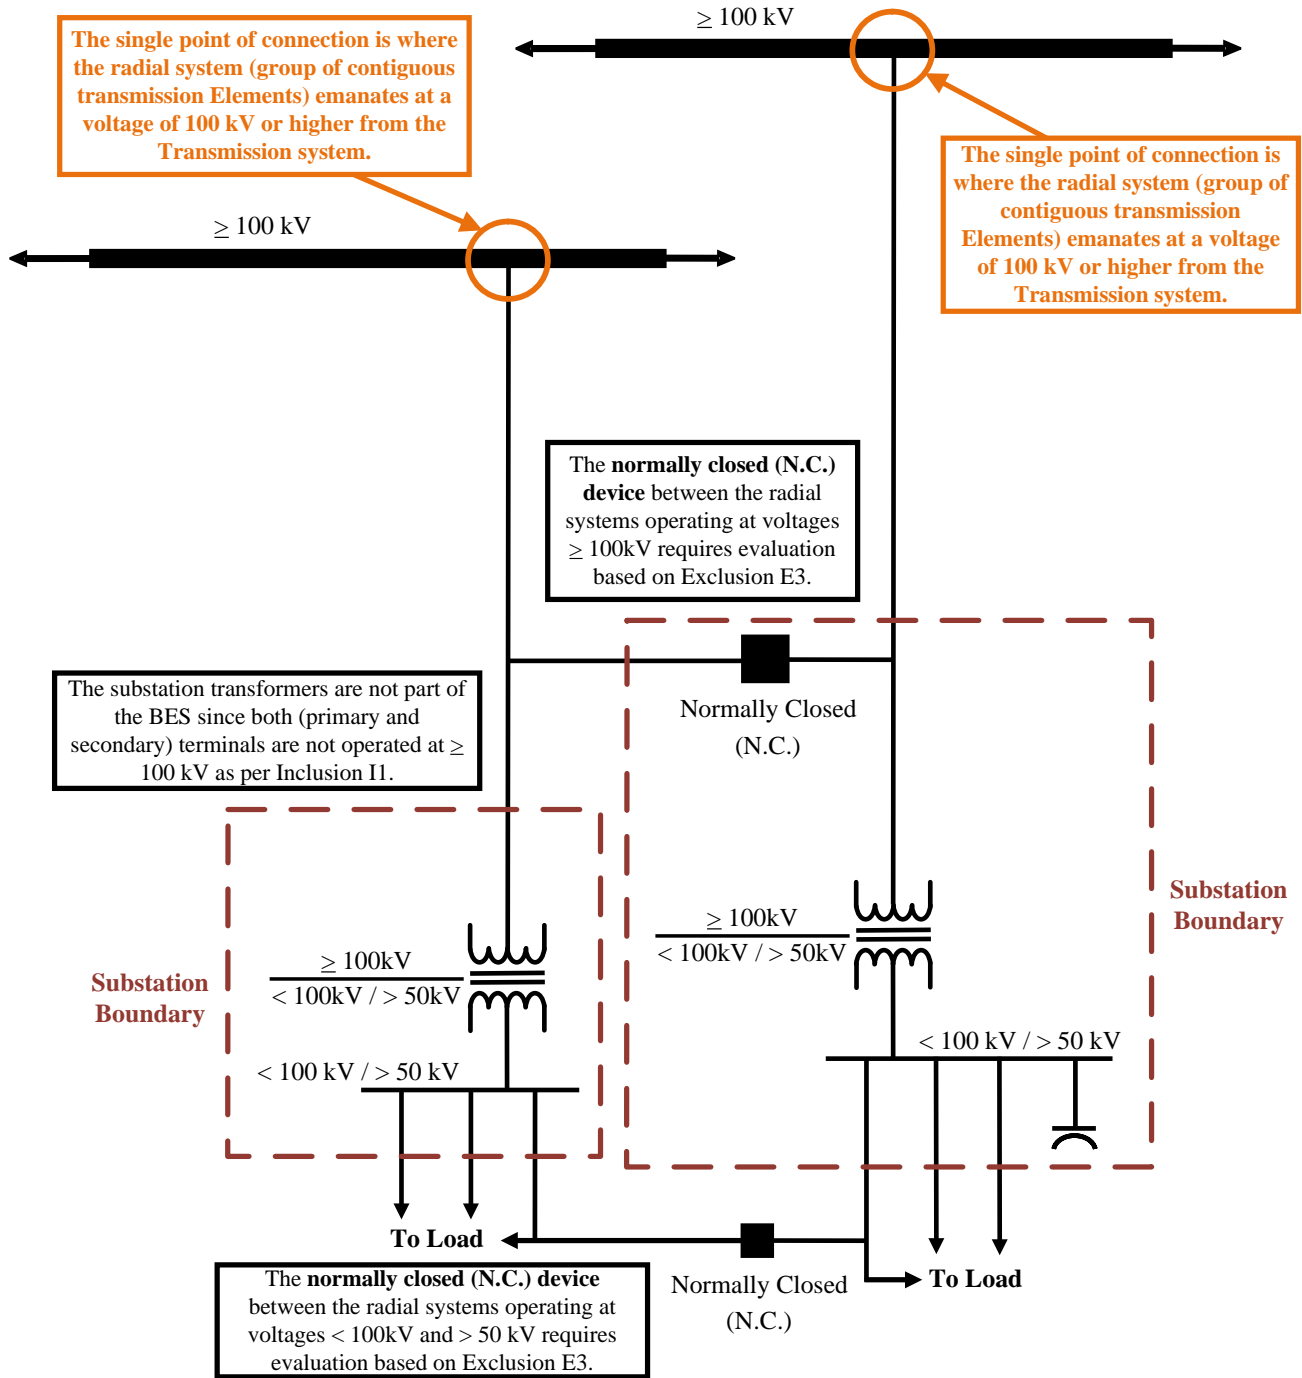 ≥ 100 kV
The single point of connection is where
the radial system (group of contiguous
transmission Elements) emanates at a
voltage of 100 kV or higher from the
Transmission system.
The single point of connection is
where the radial system (group of
contiguous transmission
Elements) emanates at a voltage
of 100 kV or higher from the
Transmission system.
≥ 100 kV
The normally closed (N.C.)
device between the radial
systems operating at voltages
≥ 100kV requires evaluation
based on Exclusion E3.
The substation transformers are not part of
the BES since both (primary and
secondary) terminals are not operated at ≥
100 kV as per Inclusion I1.
Normally Closed
(N.C.)
Substation
Boundary
≥ 100kV
< 100kV / > 50kV
≥ 100kV
< 100kV / > 50kV
Substation
Boundary
< 100 kV / > 50 kV
< 100 kV / > 50 kV
To Load
To Load
Normally Closed
(N.C.)
The normally closed (N.C.) device
between the radial systems operating at
voltages < 100kV and > 50 kV requires
evaluation based on Exclusion E3.